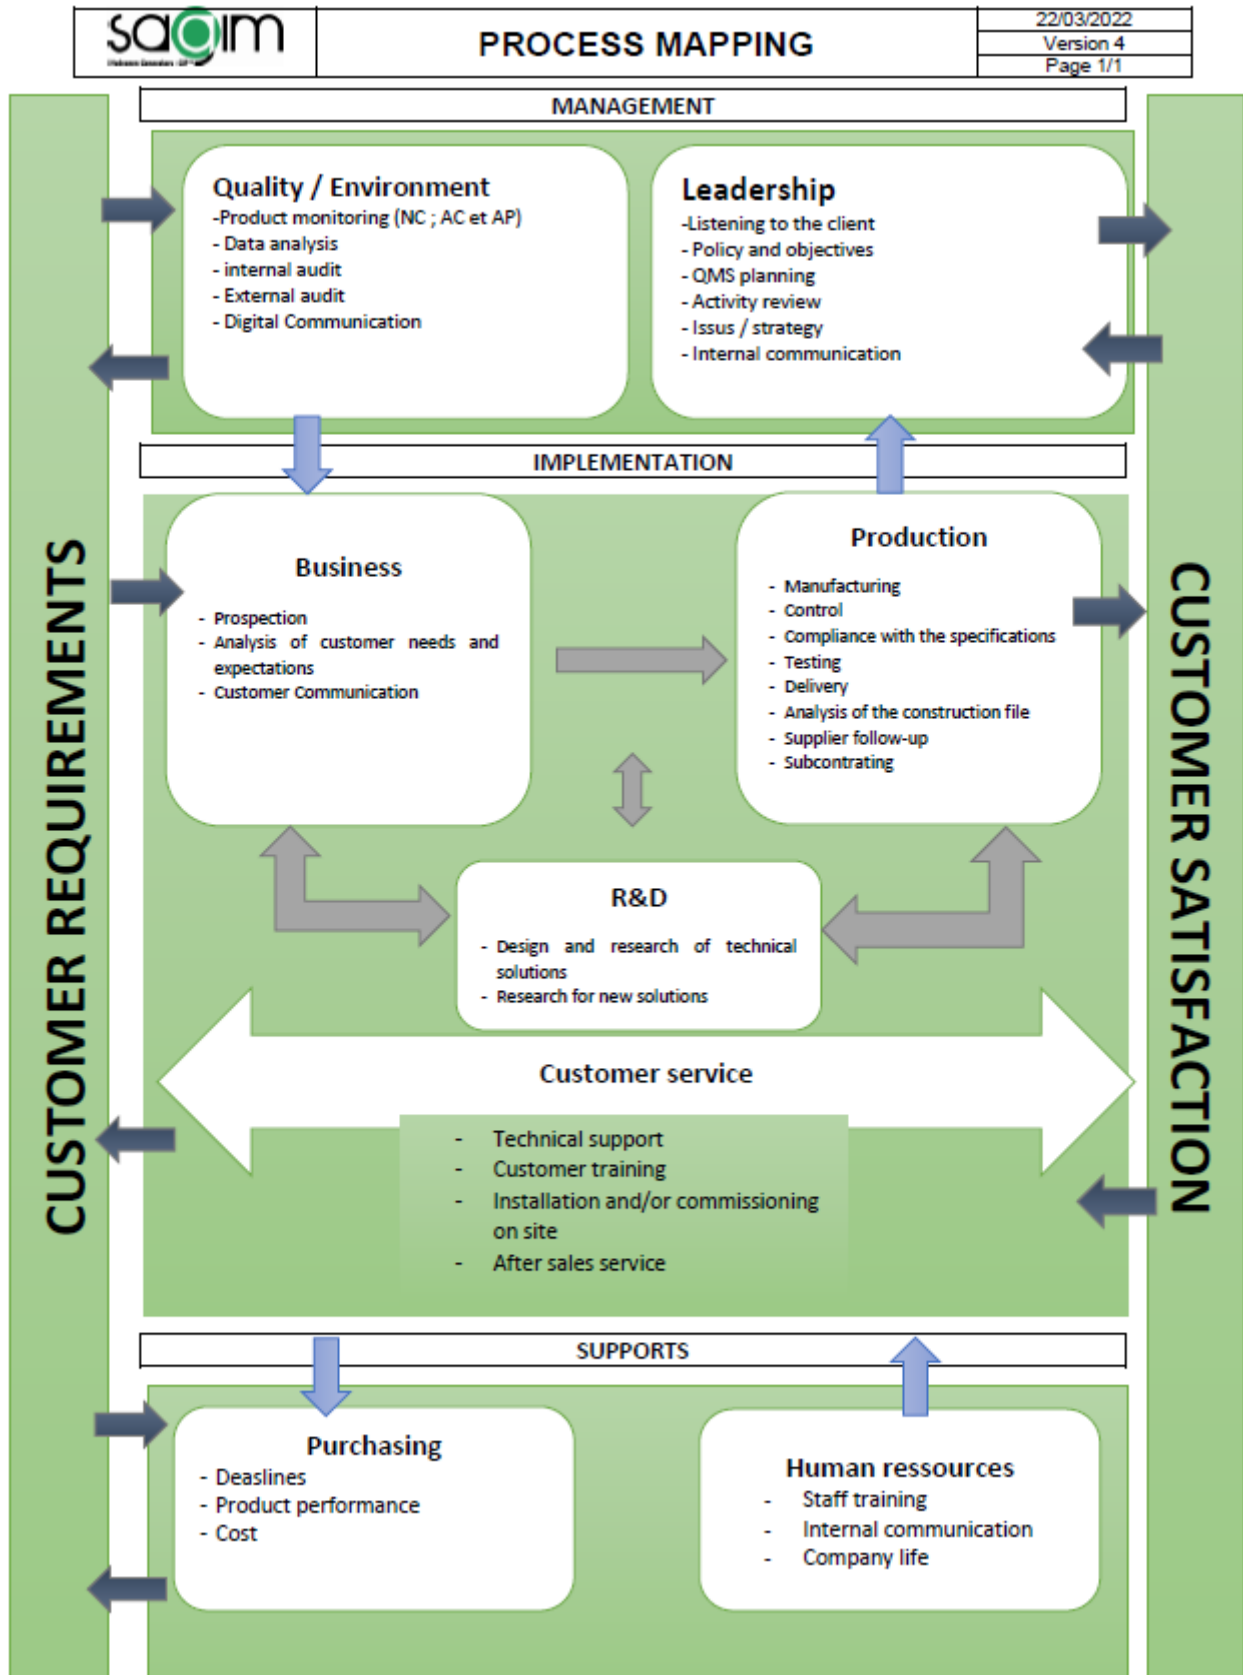 sagim
PROCESS MAPPING
22/03/2022
Version 4
Page 1/1
MANAGEMENT
Quality / Environment
-Product monitoring (NC ; AC et AP)
- Data analysis
- internal audit
- External audit
- Digital Communication
Leadership
-Listening to the client
- Policy and objectives
- QMS planning
- Activity review
- Issus / strategy
- Internal communication
IMPLEMENTATION
CUSTOMER REQUIREMENTS
Business
- Prospection
- Analysis of customer needs and
expectations
- Customer Communication
Production
- Manufacturing
- Control
- Compliance with the specifications
- Testing
- Delivery
- Analysis of the construction file
- Supplier follow-up
- Subcontrating
CUSTOMER SATISFACTION
R&D
- Design and research of technical
solutions
- Research for new solutions
Customer service
- Technical support
- Customer training
- Installation and/or commissioning
on site
- After sales service
SUPPORTS
Purchasing
- Deaslines
- Product performance
- Cost
Human ressources
- Staff training
- Internal communication
- Company life